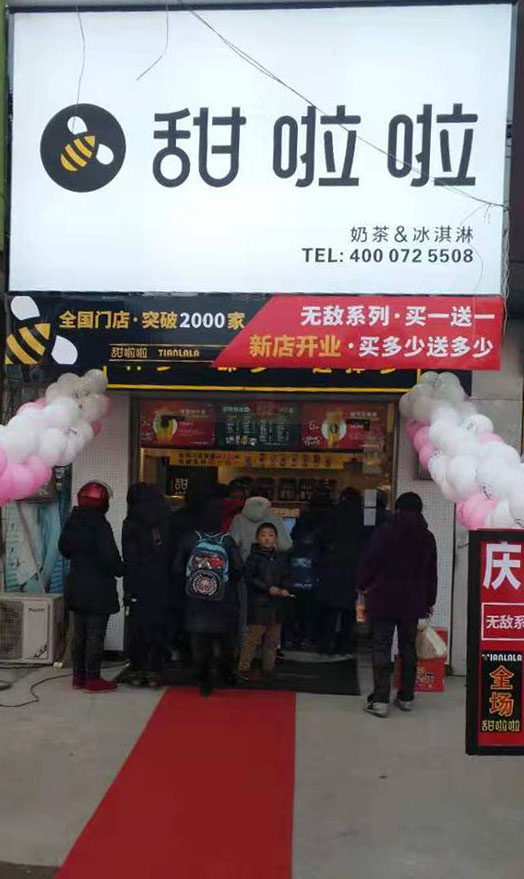 甜啦啦
奶茶&冰淇淋
TEL: 400 072 5508
全国门店·突破2000家
甜啦啦 TIANLALA
无敌系列·买一送一
新店开业·买多少送多少
甜
庆
无敌系
TIANLALA
全场
甜啦啦